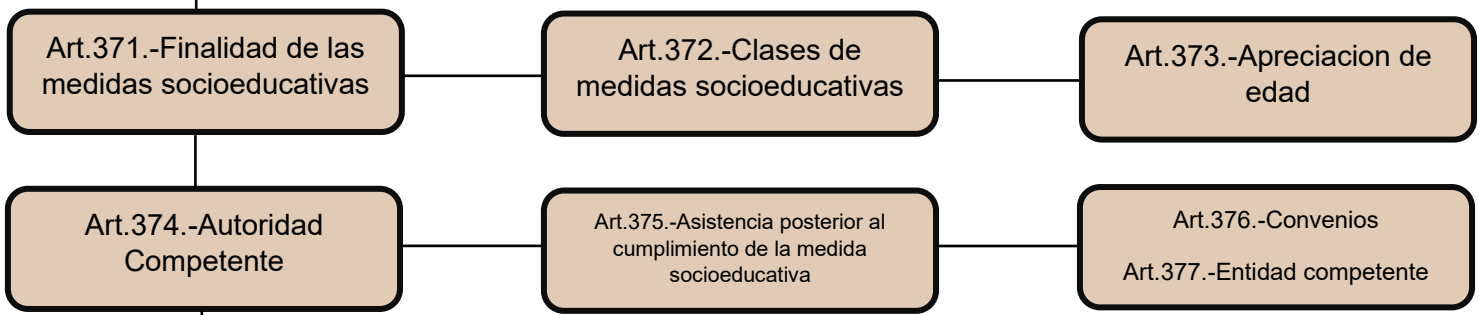 Art.371.-Finalidad de las
medidas socioeducativas
Art.372.-Clases de
medidas socioeducativas
Art.373.-Apreciacion de
edad
Art.374.-Autoridad
Competente
Art.375.-Asistencia posterior al
cumplimiento de la medida
socioeducativa
Art.376.-Convenios
Art.377.-Entidad competente